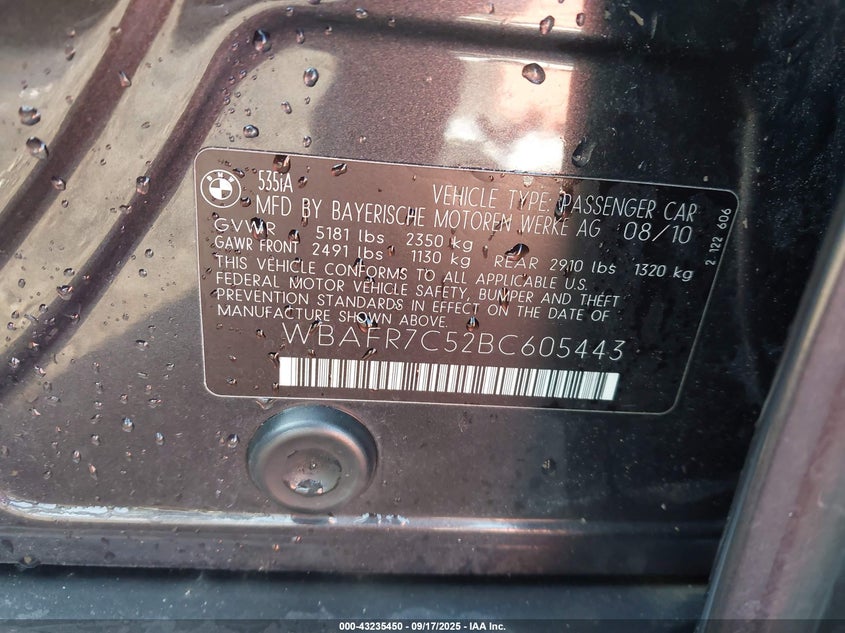 BMW
535iA
VEHICLE TYPE: PASSENGER CAR
MFD BY BAYERISCHE MOTOREN WERKE AG 08/10
GVWR 5181 lbs 2350 kg
GAWR FRONT 2491 lbs 1130 kg REAR 2910 lbs 1320 kg
THIS VEHICLE CONFORMS TO ALL APPLICABLE U.S.
FEDERAL MOTOR VEHICLE SAFETY, BUMPER AND THEFT
PREVENTION STANDARDS IN EFFECT ON THE DATE OF
MANUFACTURE SHOWN ABOVE.
WBAFR7C52BC605443
2 122 606
000-43235450 - 09/17/2025 - IAA Inc.